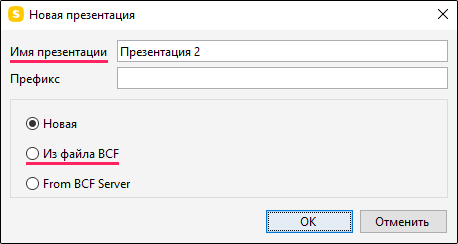 S Новая презентация
Имя презентации Презентация 2
Префикс
Новая
Из файла BCF
From BCF Server
OK Отменить